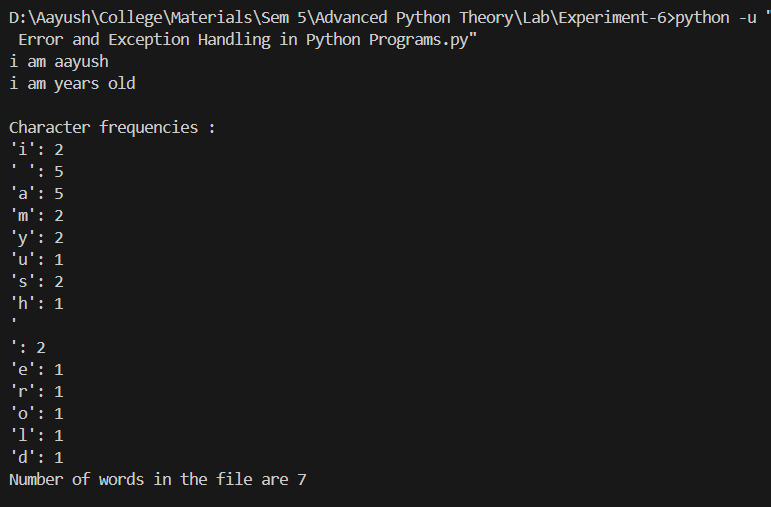 D:\Aayush\College\Materials\Sem 5\Advanced Python Theory\Lab\Experiment-6>python -u "
 Error and Exception Handling in Python Programs.py"
i am aayush
i am years old

Character frequencies :
'i': 2
' ': 5
'a': 5
'm': 2
'y': 2
'u': 1
's': 2
'h': 1
'
': 2
'e': 1
'r': 1
'o': 1
'l': 1
'd': 1
Number of words in the file are 7